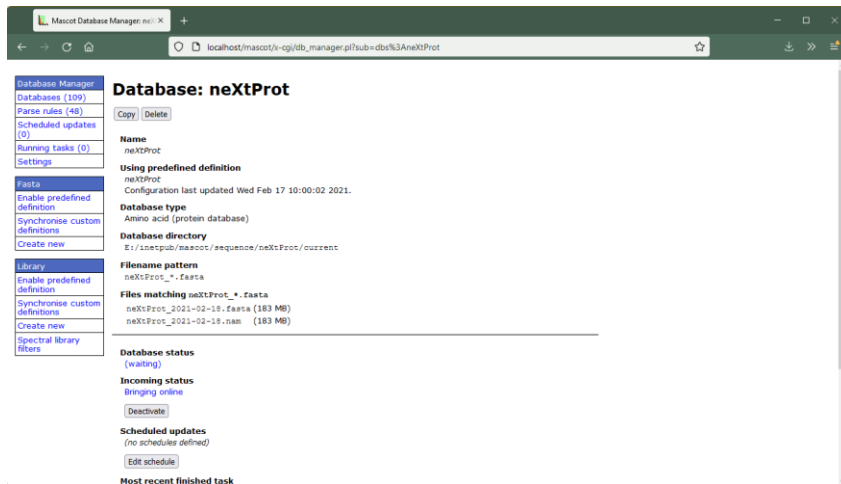 Mascot Database Manager: neX
localhost/mascot/x-cgi/db_manager.pl?sub=dbs%3AneXtProt
Database Manager
Databases (109)
Parse rules (48)
Scheduled updates
(0)
Running tasks (0)
Settings
Fasta
Enable predefined
definition
Synchronise custom
definitions
Create new
Library
Enable predefined
definition
Synchronise custom
definitions
Create new
Spectral library
filters
Database: neXtProt
Copy Delete
Name
neXtProt
Using predefined definition
neXtProt
Configuration last updated Wed Feb 17 10:00:02 2021.
Database type
Amino acid (protein database)
Database directory
E:/inetpub/mascot/sequence/neXtProt/current
Filename pattern
neXtProt_*.fasta
Files matching neXtProt_*.fasta
neXtProt_2021-02-18.fasta (183 MB)
neXtProt_2021-02-18.nam (183 MB)
Database status
(waiting)
Incoming status
Bringing online
Deactivate
Scheduled updates
(no schedules defined)
Edit schedule
Most recent finished task